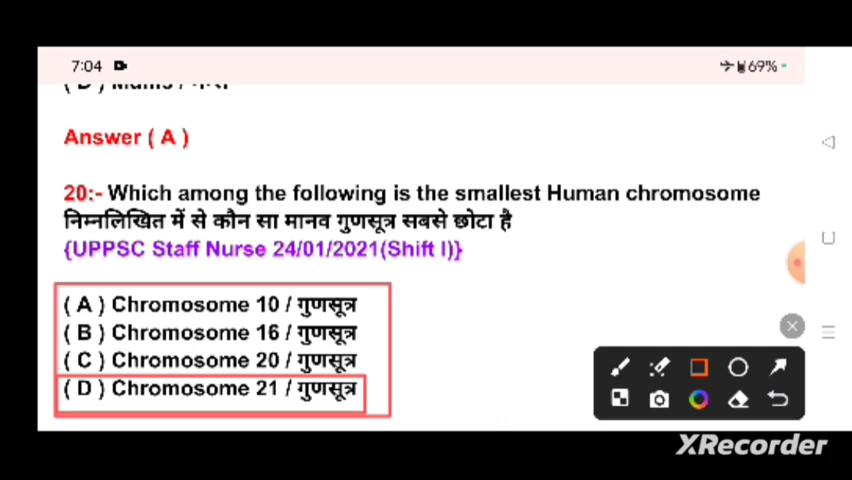 7:04
69%
Answer ( A )
20:- Which among the following is the smallest Human chromosome
निम्नलिखित में से कौन सा मानव गुणसूत्र सबसे छोटा है
{UPPSC Staff Nurse 24/01/2021(Shift I)}
( A ) Chromosome 10 / गुणसूत्र
( B ) Chromosome 16 / गुणसूत्र
( C ) Chromosome 20 / गुणसूत्र
( D ) Chromosome 21 / गुणसूत्र
XRecorder